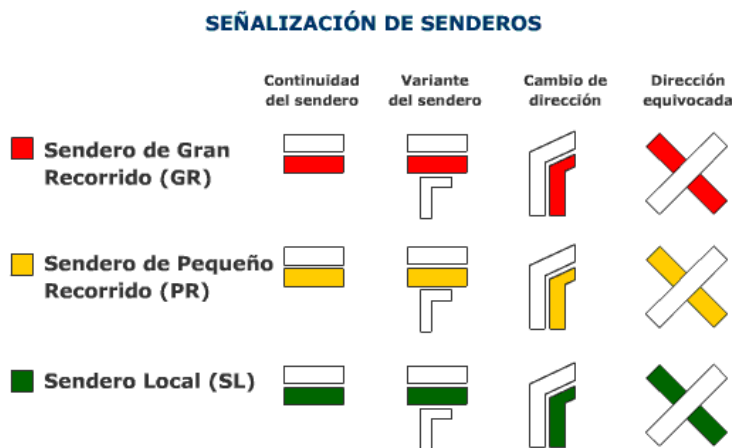 SEÑALIZACIÓN DE SENDEROS
Continuidad
del sendero
Variante
del sendero
Cambio de
dirección
Dirección
equivocada
Sendero de Gran
Recorrido (GR)
Sendero de Pequeño
Recorrido (PR)
Sendero Local (SL)